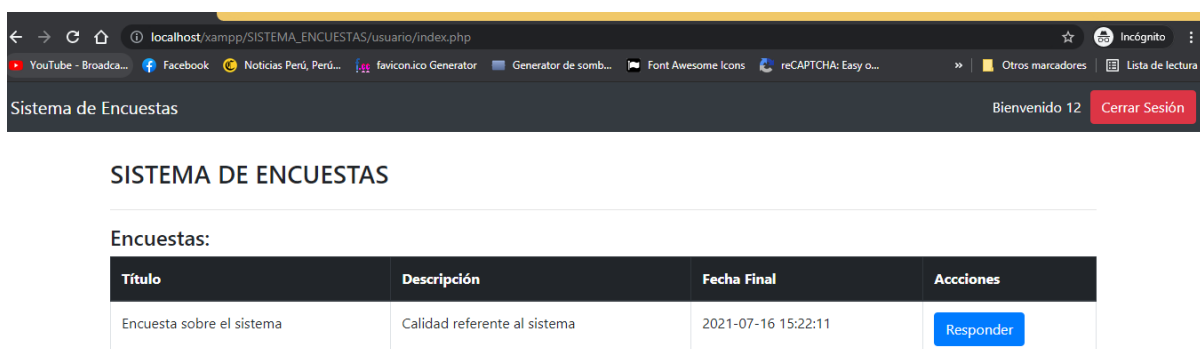 localhost/xampp/SISTEMA_ENCUESTAS/usuario/index.php
Incógnito
YouTube - Broadca... Facebook Noticias Perú, Perú... favicon.ico Generator Generator de somb... Font Awesome Icons reCAPTCHA: Easy o... » Otros marcadores Lista de lectura
Sistema de Encuestas Bienvenido 12 Cerrar Sesión
SISTEMA DE ENCUESTAS
Encuestas:
Título Descripción Fecha Final Accciones
Encuesta sobre el sistema Calidad referente al sistema 2021-07-16 15:22:11 Responder